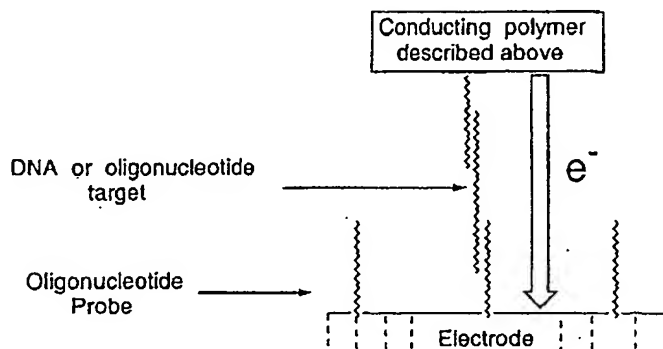 Conducting polymer
described above
DNA or oligonucleotide
target
e-
Oligonucleotide
Probe
Electrode